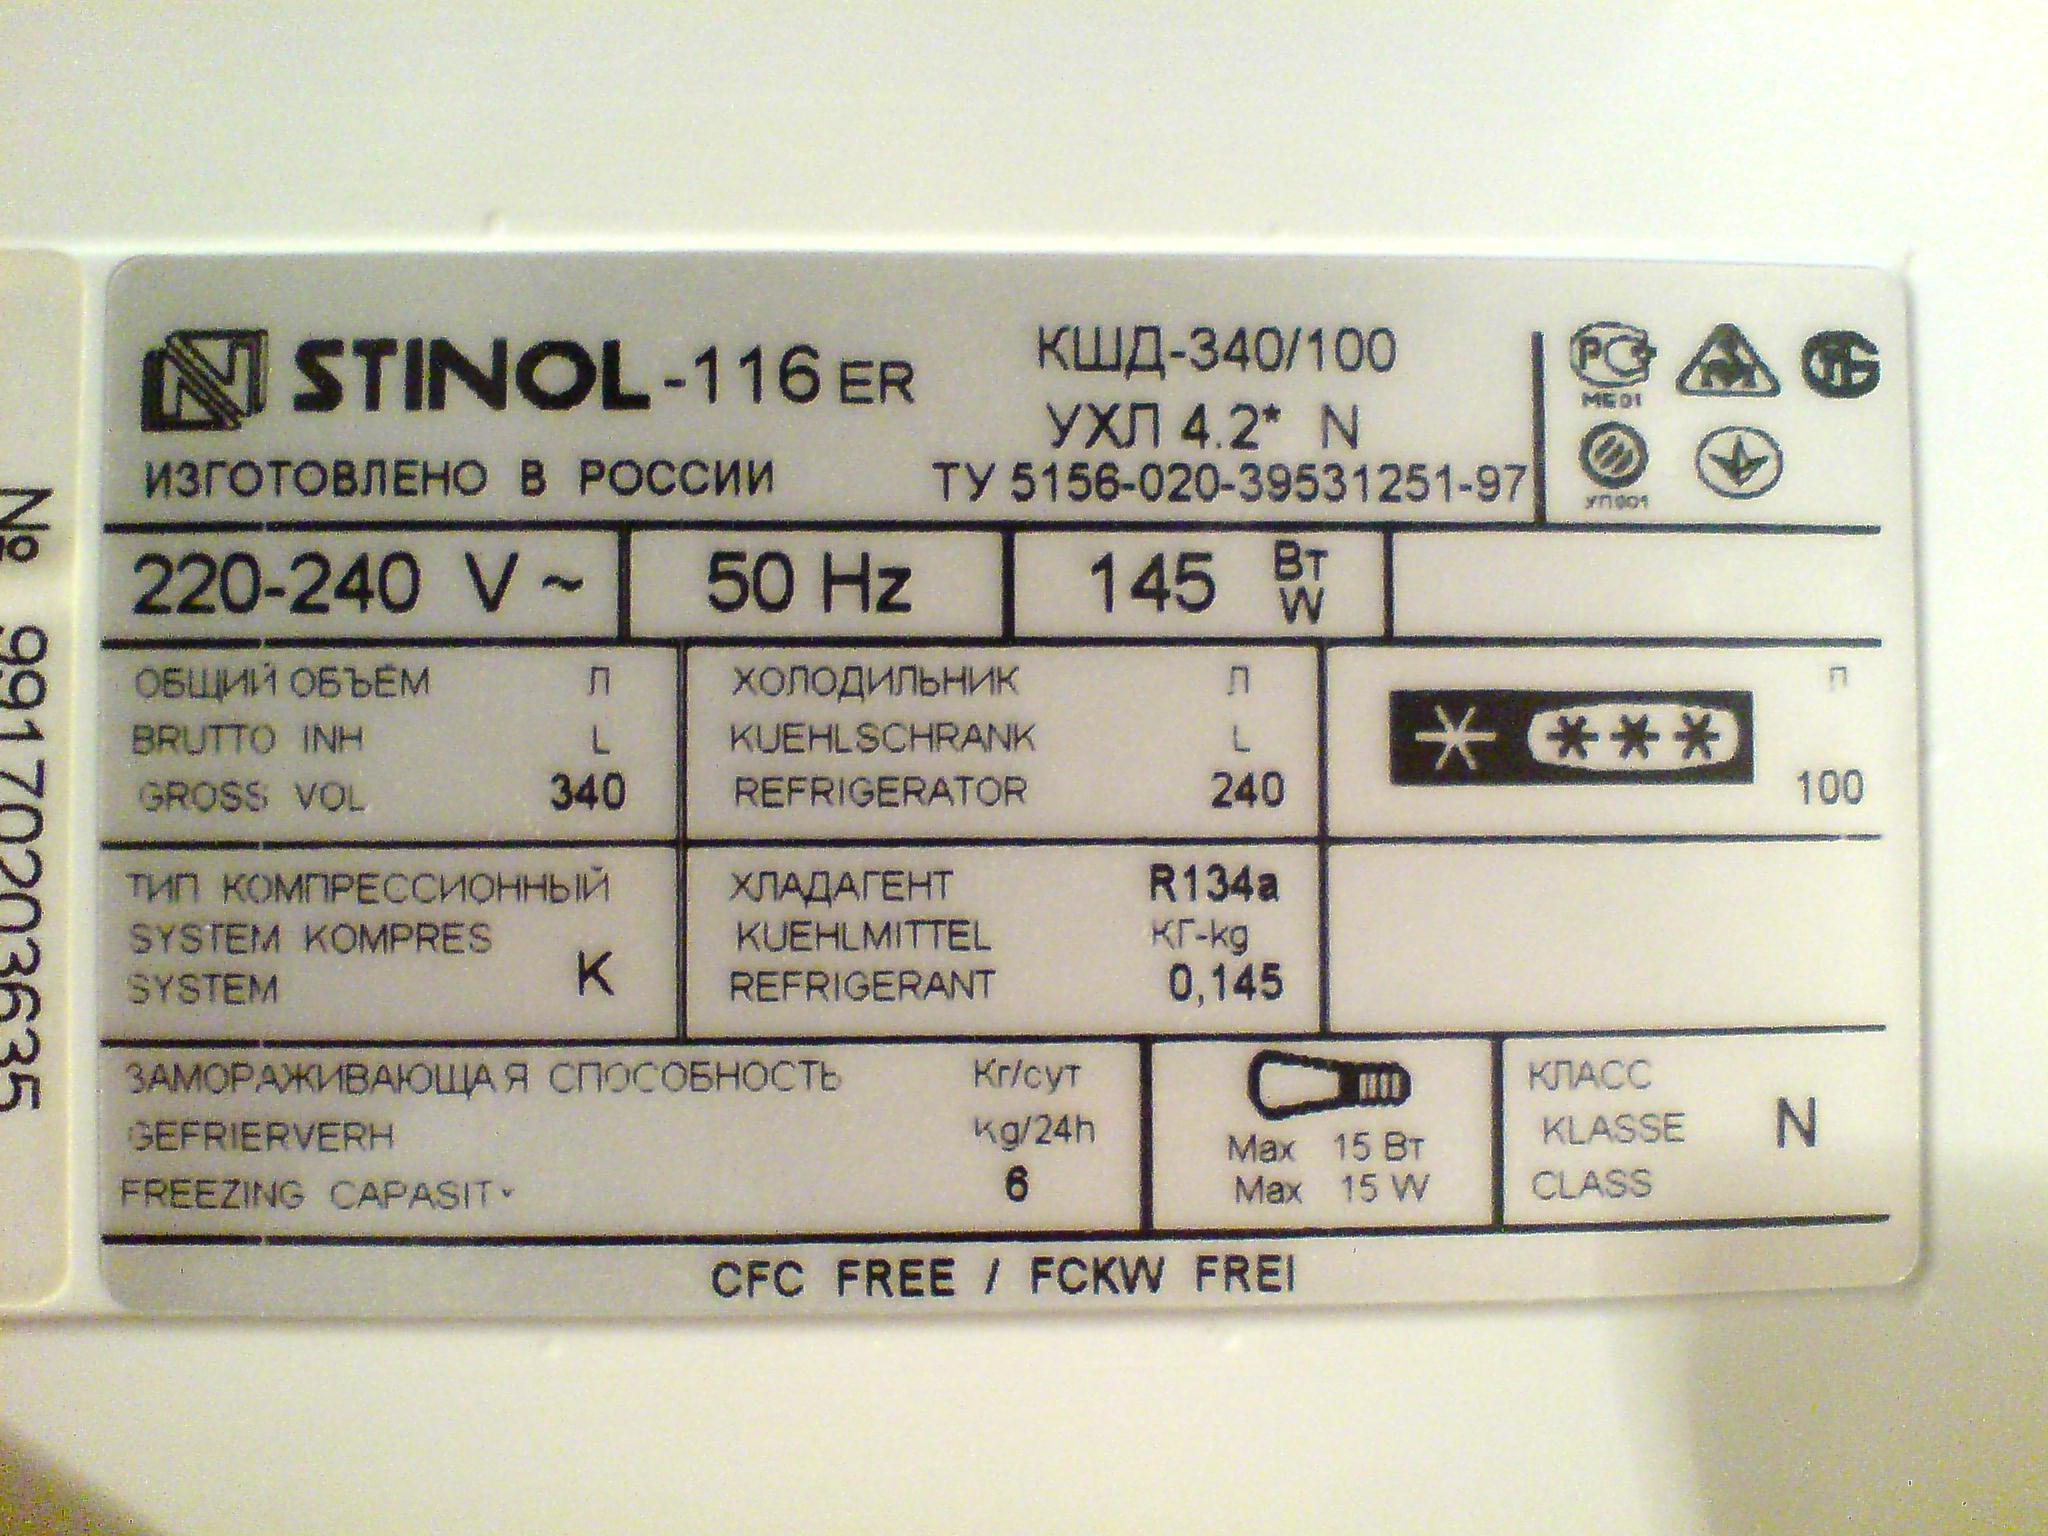 № 99170203635
STINOL-116 ER
ИЗГОТОВЛЕНО В РОССИИ
КШД-340/100
УХЛ 4.2* N
ТУ 5156-020-39531251-97
РСТ
МБ01
УП901
220-240 V ~
50 Hz
145 Вт
W
ОБЩИЙ ОБЪЁМ Л
BRUTTO INH L
GROSS VOL 340
ХОЛОДИЛЬНИК Л
KUEHLSCHRANK L
REFRIGERATOR 240
Л
100
ТИП КОМПРЕССИОННЫЙ
SYSTEM KOMPRES
SYSTEM K
ХЛАДАГЕНТ R134a
KUEHLMITTEL КГ-kg
REFRIGERANT 0,145
ЗАМОРАЖИВАЮЩАЯ СПОСОБНОСТЬ Кг/сут
GEFRIERVERH Kg/24h
FREEZING CAPASITY 6
Max 15 Вт
Max 15 W
КЛАСС
KLASSE N
CLASS
CFC FREE / FCKW FREI